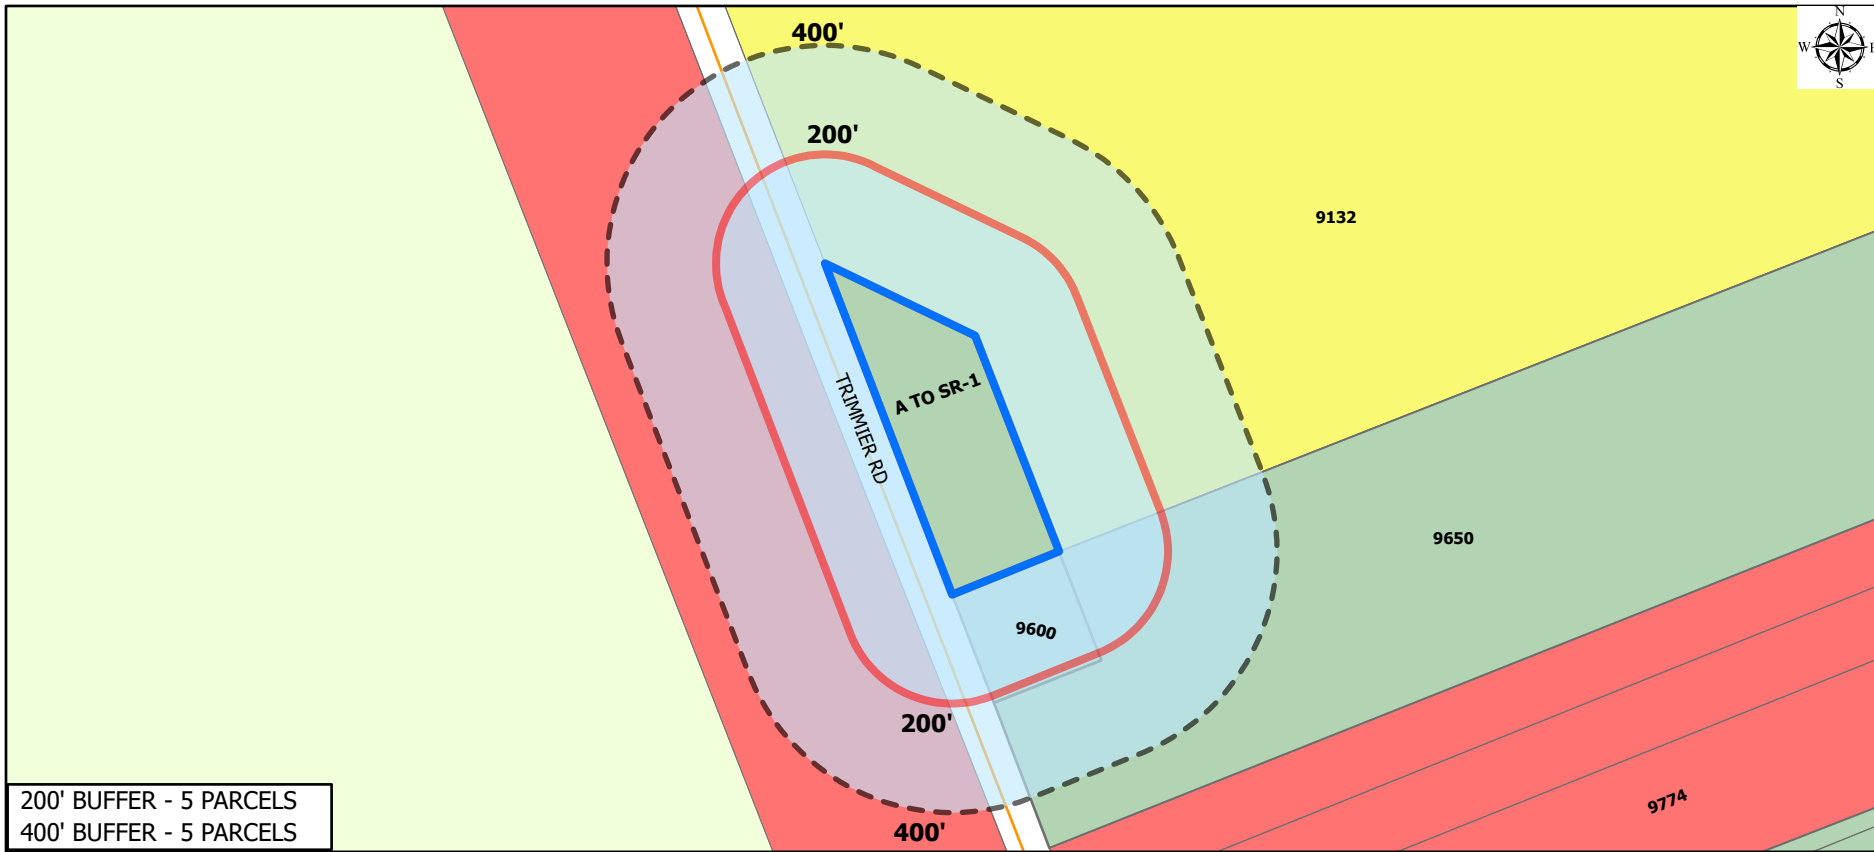 400'
N
W
E
S
200'
9132
A TO SR-1
TRIMMIER RD
9650
9600
200'
9774
400'
200' BUFFER - 5 PARCELS
400' BUFFER - 5 PARCELS